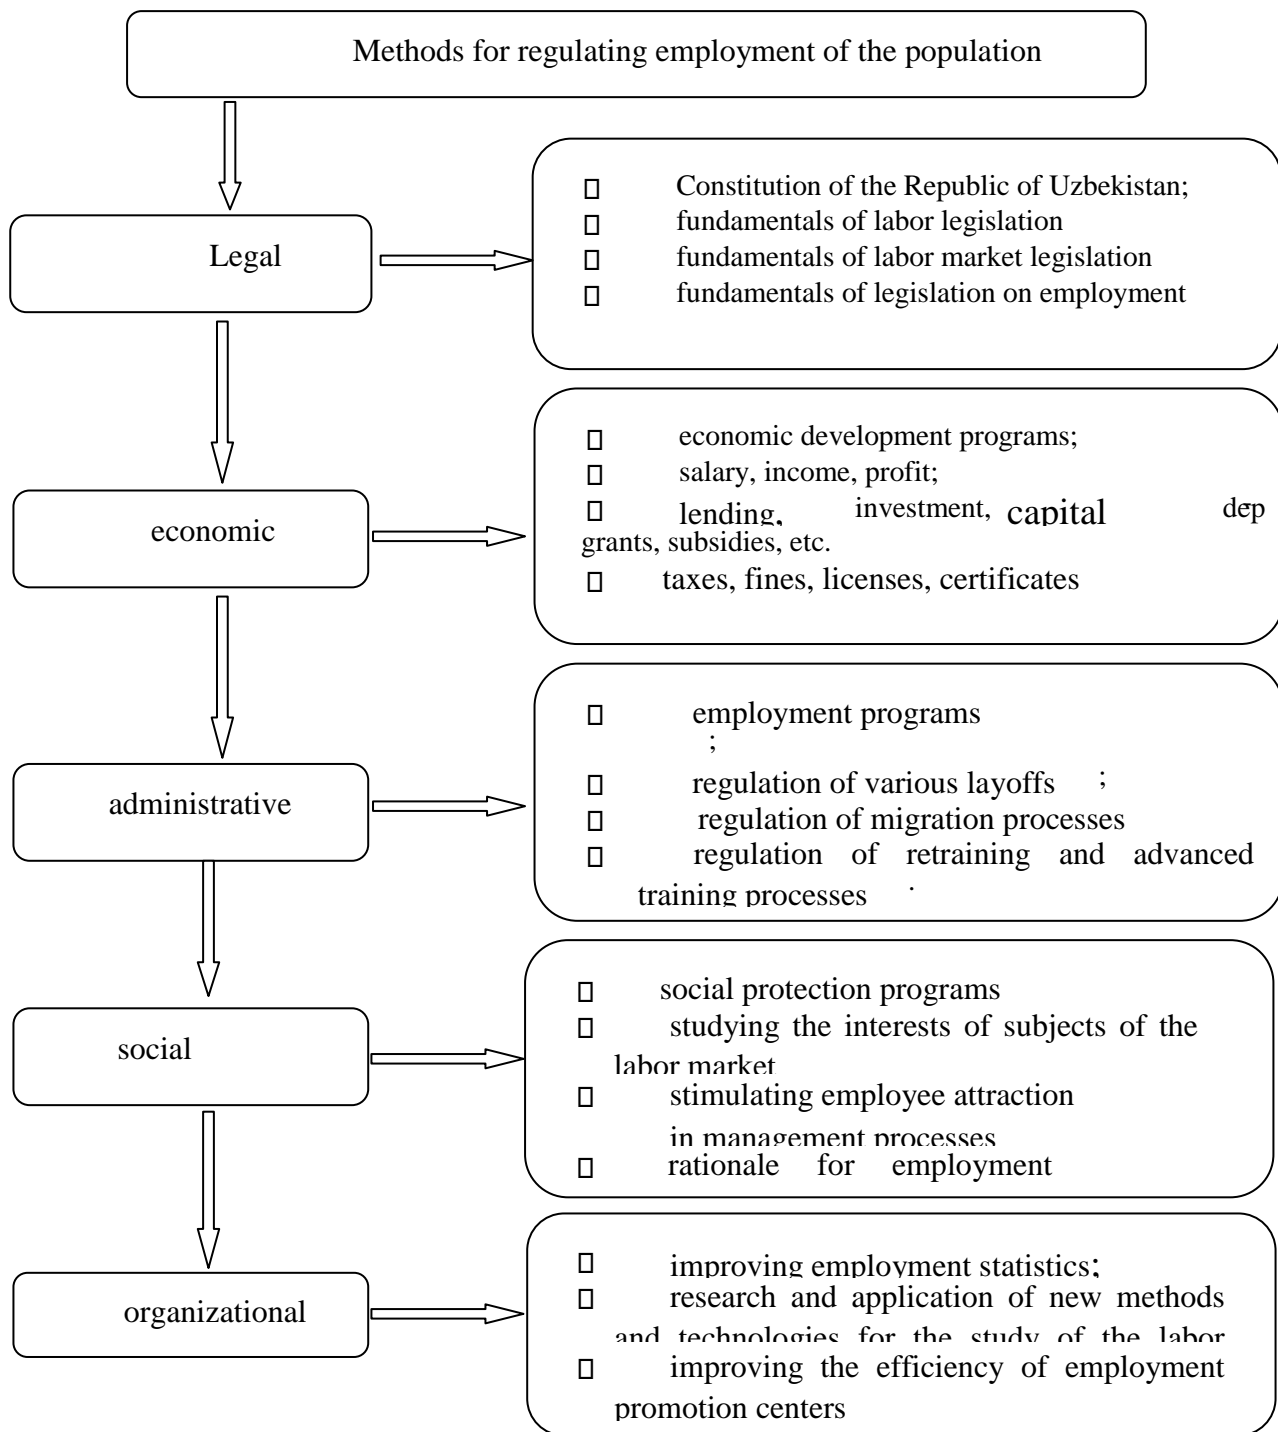 Methods for regulating employment of the population
Legal
Constitution of the Republic of Uzbekistan;
fundamentals of labor legislation
fundamentals of labor market legislation
fundamentals of legislation on employment
economic
economic development programs;
salary, income, profit;
lending, investment, capital dep
grants, subsidies, etc.
taxes, fines, licenses, certificates
administrative
employment programs
;
regulation of various layoffs ;
regulation of migration processes
regulation of retraining and advanced
training processes .
social
social protection programs
studying the interests of subjects of the
labor market
stimulating employee attraction
in management processes
rationale for employment
organizational
improving employment statistics;
research and application of new methods
and technologies for the study of the labor
improving the efficiency of employment
promotion centers